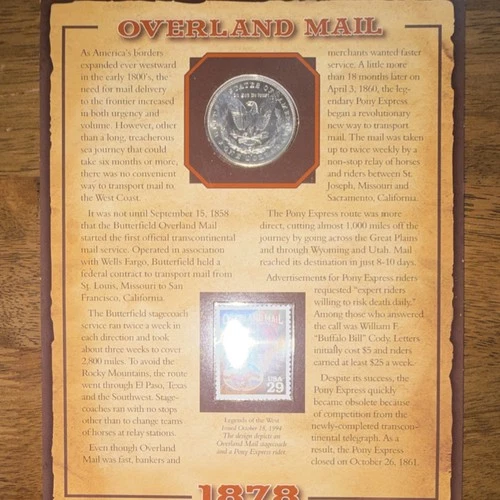 OVERLAND MAIL
As America's borders
expanded ever westward
in the early 1800's, the
need for mail delivery
to the frontier increased
in both urgency and
volume. However, other
than a long, treacherous
sea journey that could
take six months or more,
there was no convenient
way to transport mail to
the West Coast.
It was not until September 15, 1858
that the Butterfield Overland Mail
started the first official transcontinental
mail service. Operated in association
with Wells Fargo, Butterfield held a
federal contract to transport mail from
St. Louis, Missouri to San
Francisco, California.
The Butterfield stagecoach
service ran twice a week in
each direction and took
about three weeks to cover
2,800 miles. To avoid the
Rocky Mountains, the route
went through El Paso, Texas
and the Southwest. Stage-
coaches ran with no stops
other than to change teams
of horses at relay stations.
Even though Overland
Mail was fast, bankers and
merchants wanted faster
service. A little more
than 18 months later on
April 3, 1860, the leg-
endary Pony Express
began a revolutionary
new way to transport
mail. The mail was taken
up to twice weekly by a
non-stop relay of horses
and riders between St.
Joseph, Missouri and
Sacramento, California.
The Pony Express route was more
direct, cutting almost 1,000 miles off the
journey by going across the Great Plains
and through Wyoming and Utah. Mail
reached its destination in just 8-10 days.
Advertisements for Pony Express riders
requested "expert riders
willing to risk death daily."
Among those who answered
the call was William F.
"Buffalo Bill" Cody. Letters
initially cost $5 and riders
earned at least $25 a week.
Despite its success, the
Pony Express quickly
became obsolete because
of competition from the
newly-completed transcon-
tinental telegraph. As a
result, the Pony Express
closed on October 26, 1861.
STATES OF AMERICA
USA
29
Legends of the West
Issued October 18, 1994
The design depicts an
Overland Mail stagecoach
and a Pony Express rider.
1878